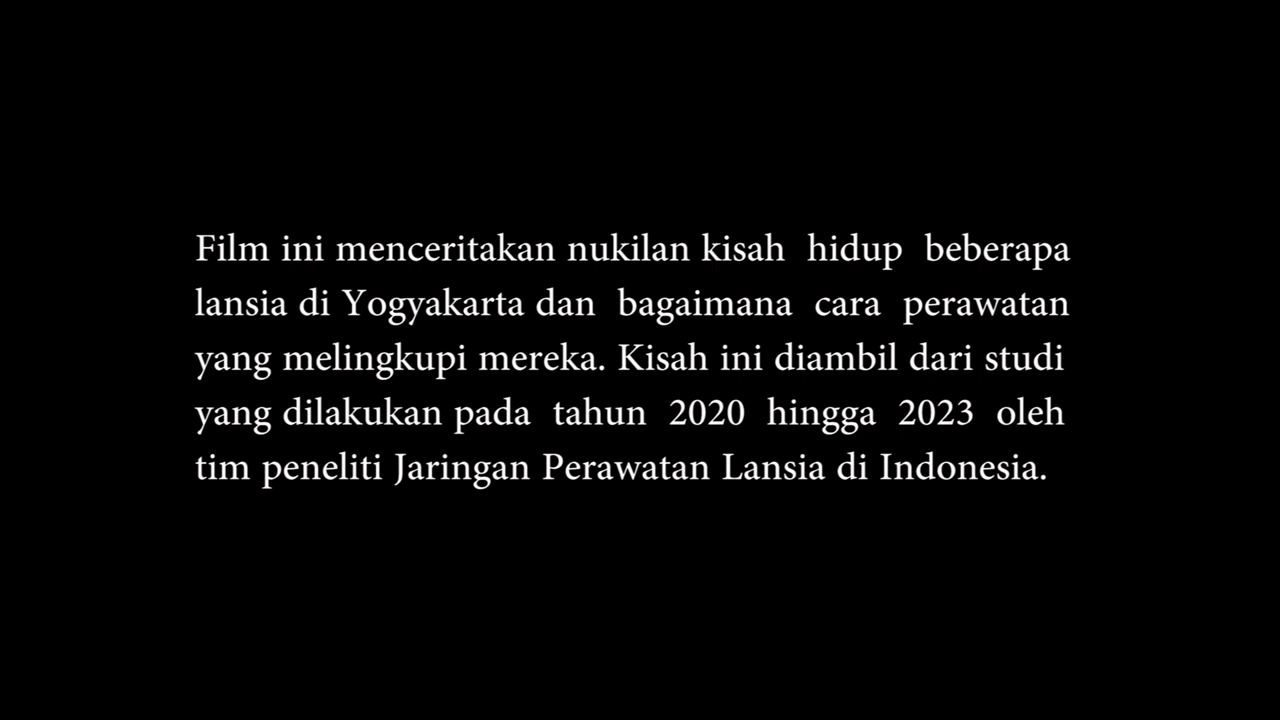 Film ini menceritakan nukilan kisah hidup beberapa
lansia di Yogyakarta dan bagaimana cara perawatan
yang melingkupi mereka. Kisah ini diambil dari studi
yang dilakukan pada tahun 2020 hingga 2023 oleh
tim peneliti Jaringan Perawatan Lansia di Indonesia.